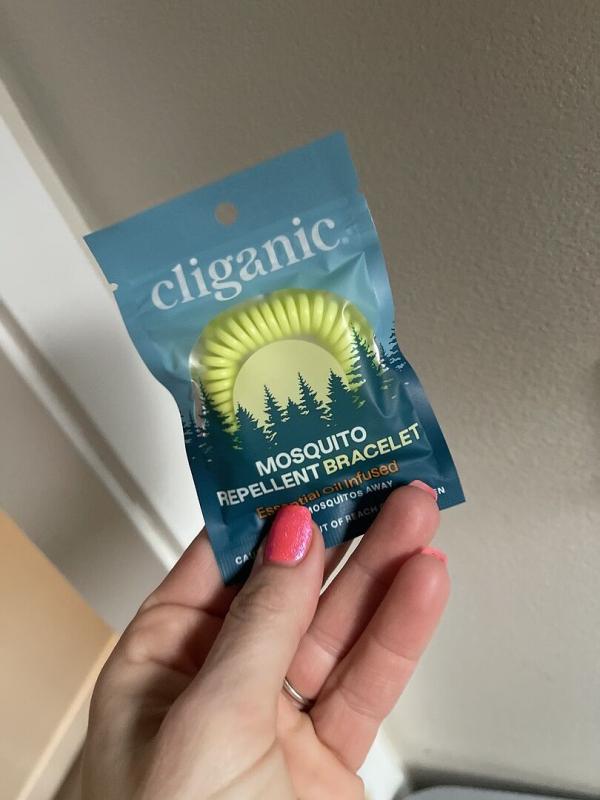 cliganic
MOSQUITO
REPELLENT BRACELET
Essential Oil Infused
MOSQUITOS AWAY
OF REACH